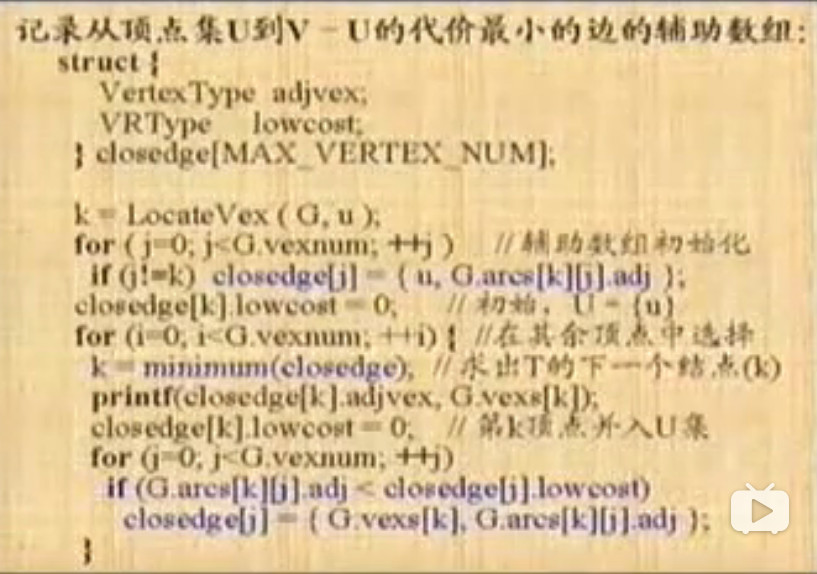 记录从顶点集U到V－U的代价最小的边的辅助数组:
struct {
VertexType adjvex;
VRType lowcost;
} closedge[MAX_VERTEX_NUM];
k = LocateVex ( G, u );
for ( j=0; j<G.vexnum; ++j ) //辅助数组初始化
if (j!=k) closedge[j] = { u, G.arcs[k][j].adj };
closedge[k].lowcost = 0; // 初始，U = {u}
for (i=0; i<G.vexnum; ++i) { //在其余顶点中选择
k = minimum(closedge); // 求出T的下一个结点(k)
printf(closedge[k].adjvex, G.vexs[k]);
closedge[k].lowcost = 0; // 第k顶点并入U集
for (j=0; j<G.vexnum; ++j)
if (G.arcs[k][j].adj < closedge[j].lowcost)
closedge[j] = { G.vexs[k], G.arcs[k][j].adj };
}